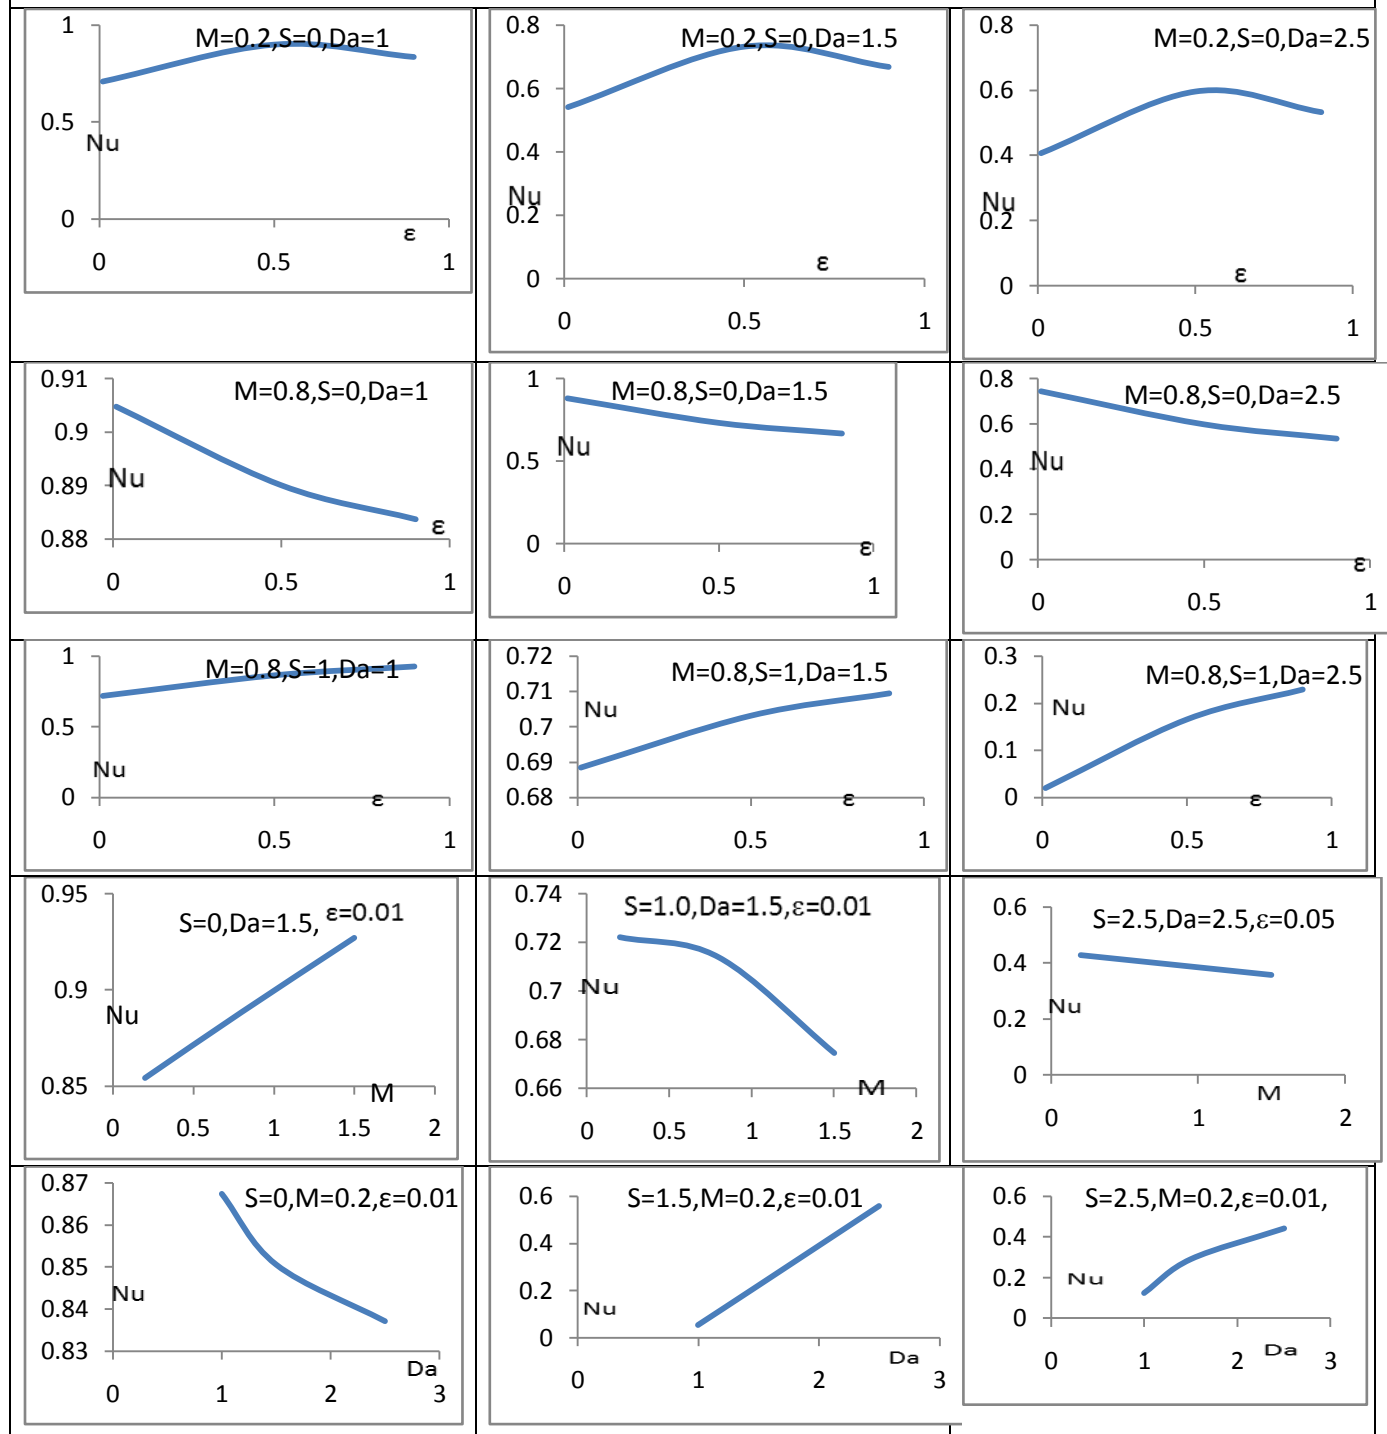 M=0.2,S=0,Da=1
1
0.5
0
Nu
ε
0 0.5 1
M=0.2,S=0,Da=1.5
0.8
0.6
0.4
Nu
0.2
0
ε
0 0.5 1
M=0.2,S=0,Da=2.5
0.8
0.6
0.4
Nu
0.2
0
ε
0 0.5 1
M=0.8,S=0,Da=1
0.91
0.9
Nu
0.89
0.88
ε
0 0.5 1
M=0.8,S=0,Da=1.5
1
Nu
0.5
0
ε
0 0.5 1
M=0.8,S=0,Da=2.5
0.8
0.6
Nu
0.4
0.2
0
ε
0 0.5 1
M=0.8,S=1,Da=1
1
0.5
Nu
0
ε
0 0.5 1
M=0.8,S=1,Da=1.5
0.72
0.71
Nu
0.7
0.69
0.68
ε
0 0.5 1
M=0.8,S=1,Da=2.5
0.3
0.2
Nu
0.1
0
ε
0 0.5 1
S=0,Da=1.5, ε=0.01
0.95
0.9
Nu
0.85
M
0 0.5 1 1.5 2
S=1.0,Da=1.5,ε=0.01
0.74
0.72
0.7
Nu
0.68
0.66
M
0 0.5 1 1.5 2
S=2.5,Da=2.5,ε=0.05
0.6
0.4
Nu
0.2
0
M
0 1 2
S=0,M=0.2,ε=0.01
0.87
0.86
0.85
Nu
0.84
0.83
Da
0 1 2 3
S=1.5,M=0.2,ε=0.01
0.6
0.4
0.2
Nu
0
Da
0 1 2 3
S=2.5,M=0.2,ε=0.01,
0.6
0.4
Nu
0.2
0
Da
0 1 2 3